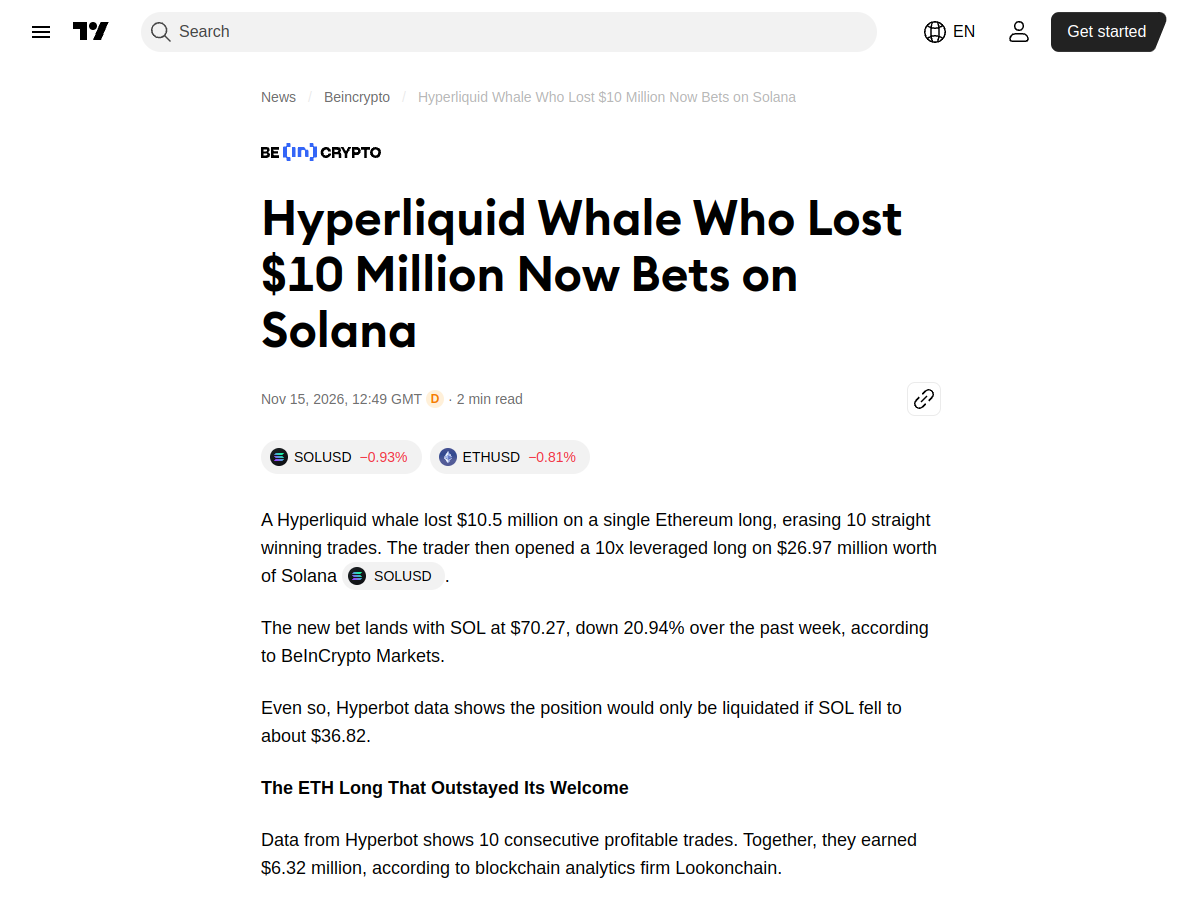 Search
EN
Get started
News / Beincrypto / Hyperliquid Whale Who Lost $10 Million Now Bets on Solana
BE[in]CRYPTO
Hyperliquid Whale Who Lost
$10 Million Now Bets on
Solana
Nov 15, 2026, 12:49 GMT D · 2 min read
SOLUSD −0.93% ETHUSD −0.81%
A Hyperliquid whale lost $10.5 million on a single Ethereum long, erasing 10 straight
winning trades. The trader then opened a 10x leveraged long on $26.97 million worth
of Solana SOLUSD.
The new bet lands with SOL at $70.27, down 20.94% over the past week, according
to BeInCrypto Markets.
Even so, Hyperbot data shows the position would only be liquidated if SOL fell to
about $36.82.
The ETH Long That Outstayed Its Welcome
Data from Hyperbot shows 10 consecutive profitable trades. Together, they earned
$6.32 million, according to blockchain analytics firm Lookonchain.